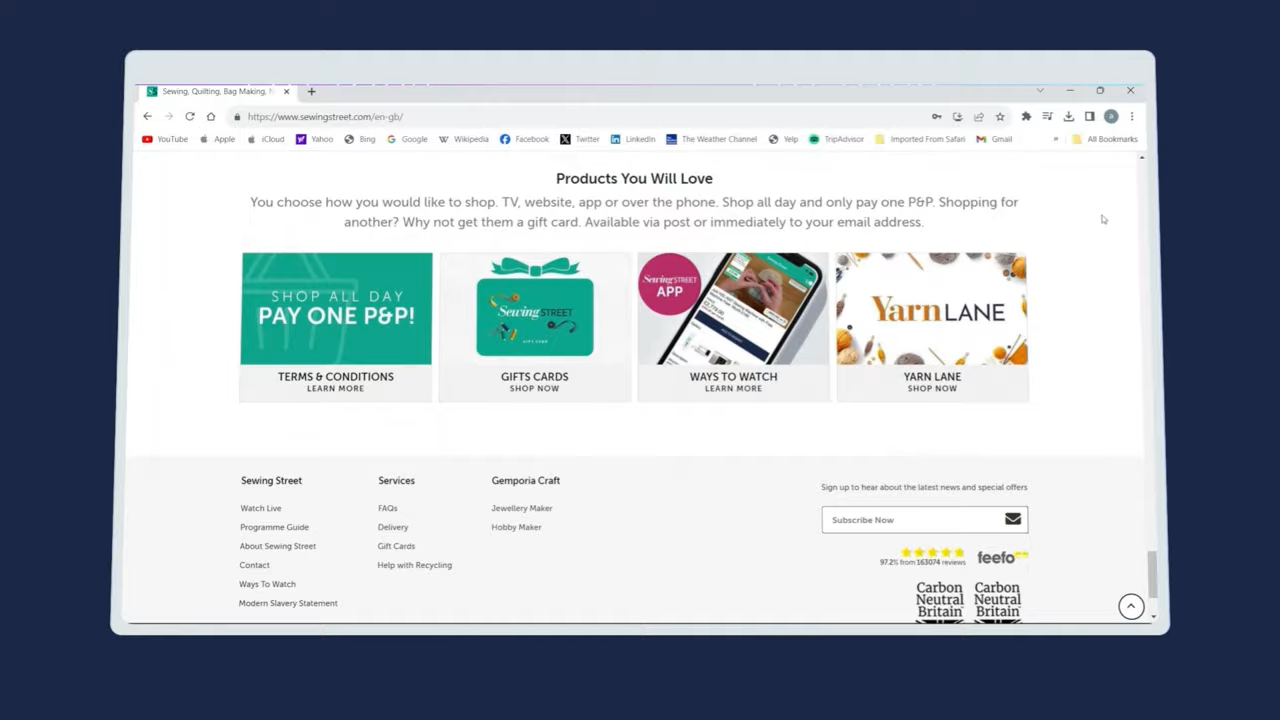 Sewing, Quilting, Bag Making,
https://www.sewingstreet.com/en-gb/
YouTube Apple iCloud Yahoo Bing Google Wikipedia Facebook Twitter LinkedIn The Weather Channel Yelp TripAdvisor Imported From Safari Gmail » All Bookmarks
Products You Will Love
You choose how you would like to shop. TV, website, app or over the phone. Shop all day and only pay one P&P. Shopping for
another? Why not get them a gift card. Available via post or immediately to your email address.
SHOP ALL DAY
PAY ONE P&P!
TERMS & CONDITIONS
LEARN MORE
Sewing STREET
GIFT CARD
GIFTS CARDS
SHOP NOW
Sewing STREET
APP
WAYS TO WATCH
LEARN MORE
Yarn LANE
YARN LANE
SHOP NOW
Sewing Street
Watch Live
Programme Guide
About Sewing Street
Contact
Ways To Watch
Modern Slavery Statement
Services
FAQs
Delivery
Gift Cards
Help with Recycling
Gemporia Craft
Jewellery Maker
Hobby Maker
Sign up to hear about the latest news and special offers
Subscribe Now
97.2% from 163074 reviews
feefo
Carbon
Neutral
Britain
Carbon
Neutral
Britain